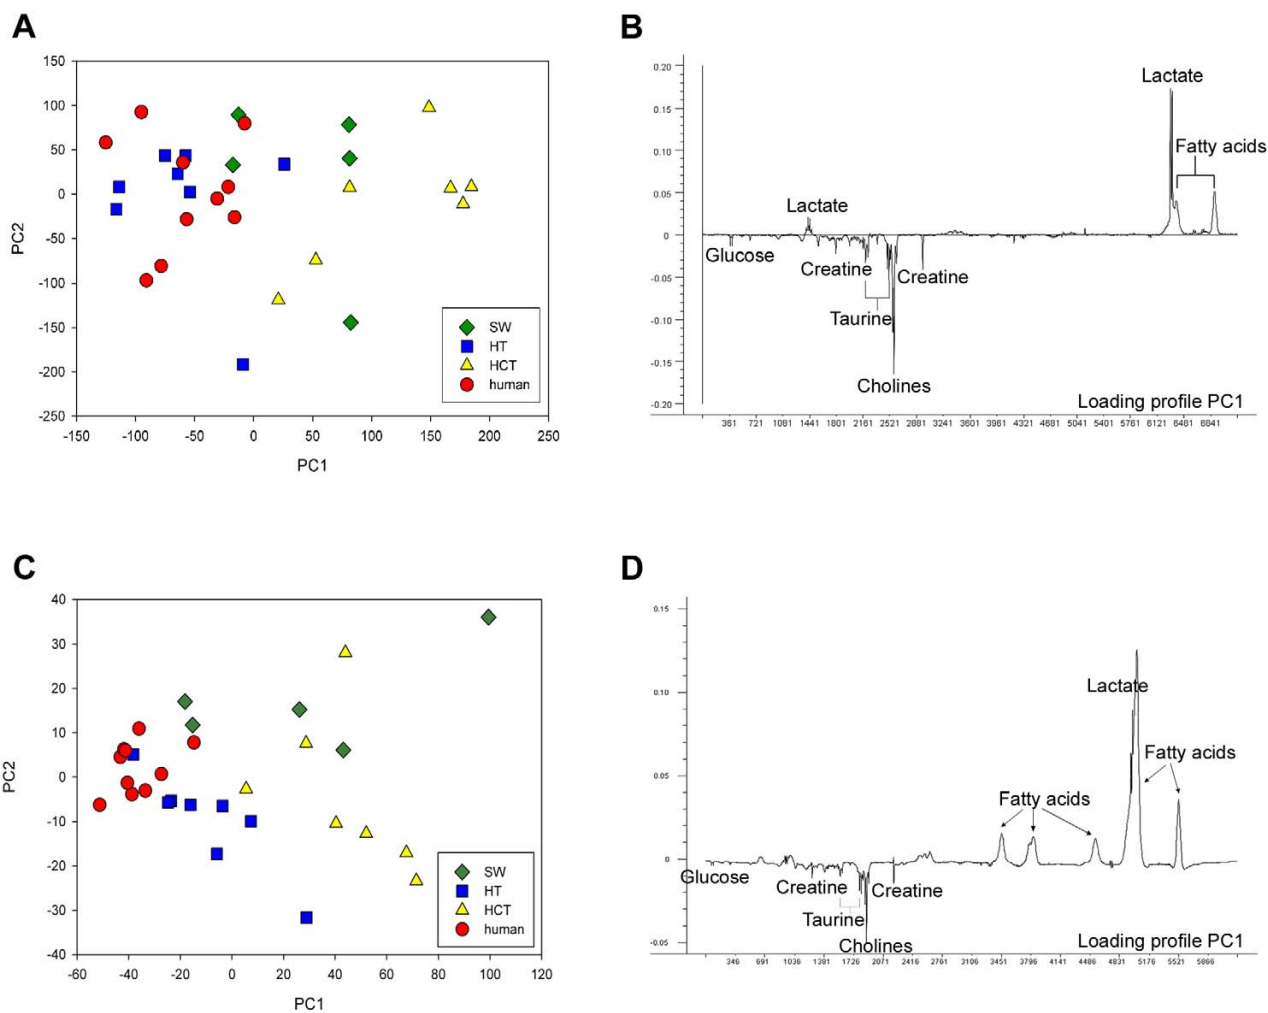 A
150
100
50
0
-50
-100
-150
-200
-250
PC2
-150 -100 -50 0 50 100 150 200 250
PC1
SW
HT
HCT
human
B
0.20
0.15
0.10
0.05
0
-0.05
-0.10
-0.15
-0.20
Lactate
Fatty acids
Lactate
Glucose
Creatine
Creatine
Taurine
Cholines
Loading profile PC1
361 721 1081 1441 1801 2161 2521 2881 3241 3601 3961 4321 4681 5041 5401 5761 6121 6481 6841
C
40
30
20
10
0
-10
-20
-30
-40
PC2
-60 -40 -20 0 20 40 60 80 100 120
PC1
SW
HT
HCT
human
D
0.15
0.10
0.05
0
-0.05
Lactate
Fatty acids
Fatty acids
Glucose
Creatine
Creatine
Taurine
Cholines
Loading profile PC1
346 691 1036 1381 1726 2071 2416 2761 3106 3451 3796 4141 4486 4831 5176 5521 5866